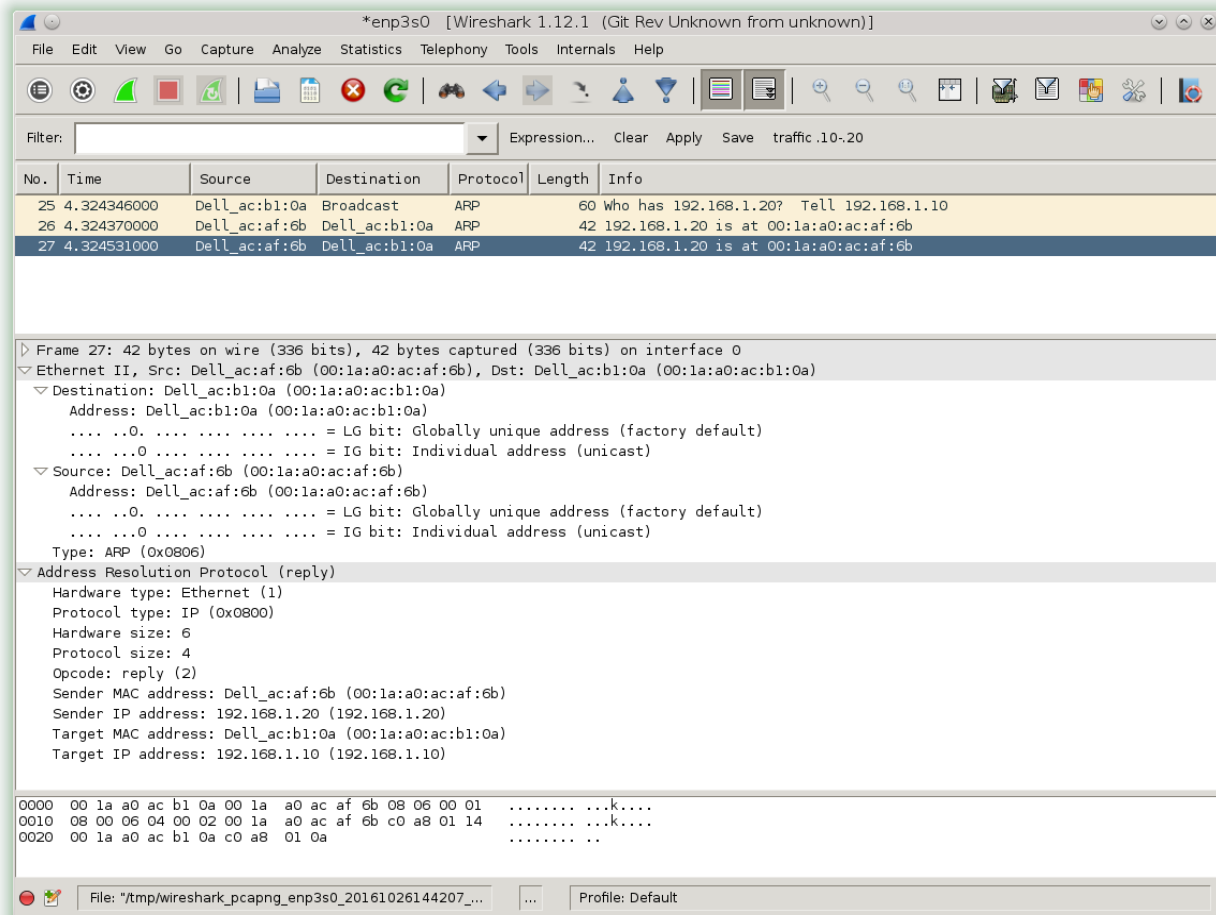 *enp3s0 [Wireshark 1.12.1 (Git Rev Unknown from unknown)]
File Edit View Go Capture Analyze Statistics Telephony Tools Internals Help
Filter: Expression... Clear Apply Save traffic .10-.20
No. Time Source Destination Protocol Length Info
25 4.324346000 Dell_ac:b1:0a Broadcast ARP 60 Who has 192.168.1.20? Tell 192.168.1.10
26 4.324370000 Dell_ac:af:6b Dell_ac:b1:0a ARP 42 192.168.1.20 is at 00:1a:a0:ac:af:6b
27 4.324531000 Dell_ac:af:6b Dell_ac:b1:0a ARP 42 192.168.1.20 is at 00:1a:a0:ac:af:6b
Frame 27: 42 bytes on wire (336 bits), 42 bytes captured (336 bits) on interface 0
Ethernet II, Src: Dell_ac:af:6b (00:1a:a0:ac:af:6b), Dst: Dell_ac:b1:0a (00:1a:a0:ac:b1:0a)
Destination: Dell_ac:b1:0a (00:1a:a0:ac:b1:0a)
Address: Dell_ac:b1:0a (00:1a:a0:ac:b1:0a)
.... ..0. .... .... .... .... = LG bit: Globally unique address (factory default)
.... ...0 .... .... .... .... = IG bit: Individual address (unicast)
Source: Dell_ac:af:6b (00:1a:a0:ac:af:6b)
Address: Dell_ac:af:6b (00:1a:a0:ac:af:6b)
.... ..0. .... .... .... .... = LG bit: Globally unique address (factory default)
.... ...0 .... .... .... .... = IG bit: Individual address (unicast)
Type: ARP (0x0806)
Address Resolution Protocol (reply)
Hardware type: Ethernet (1)
Protocol type: IP (0x0800)
Hardware size: 6
Protocol size: 4
Opcode: reply (2)
Sender MAC address: Dell_ac:af:6b (00:1a:a0:ac:af:6b)
Sender IP address: 192.168.1.20 (192.168.1.20)
Target MAC address: Dell_ac:b1:0a (00:1a:a0:ac:b1:0a)
Target IP address: 192.168.1.10 (192.168.1.10)
0000 00 1a a0 ac b1 0a 00 1a a0 ac af 6b 08 06 00 01 ........ ...k....
0010 08 00 06 04 00 02 00 1a a0 ac af 6b c0 a8 01 14 ........ ...k....
0020 00 1a a0 ac b1 0a c0 a8 01 0a ........ ..
File: "/tmp/wireshark_pcapng_enp3s0_20161026144207_... ... Profile: Default